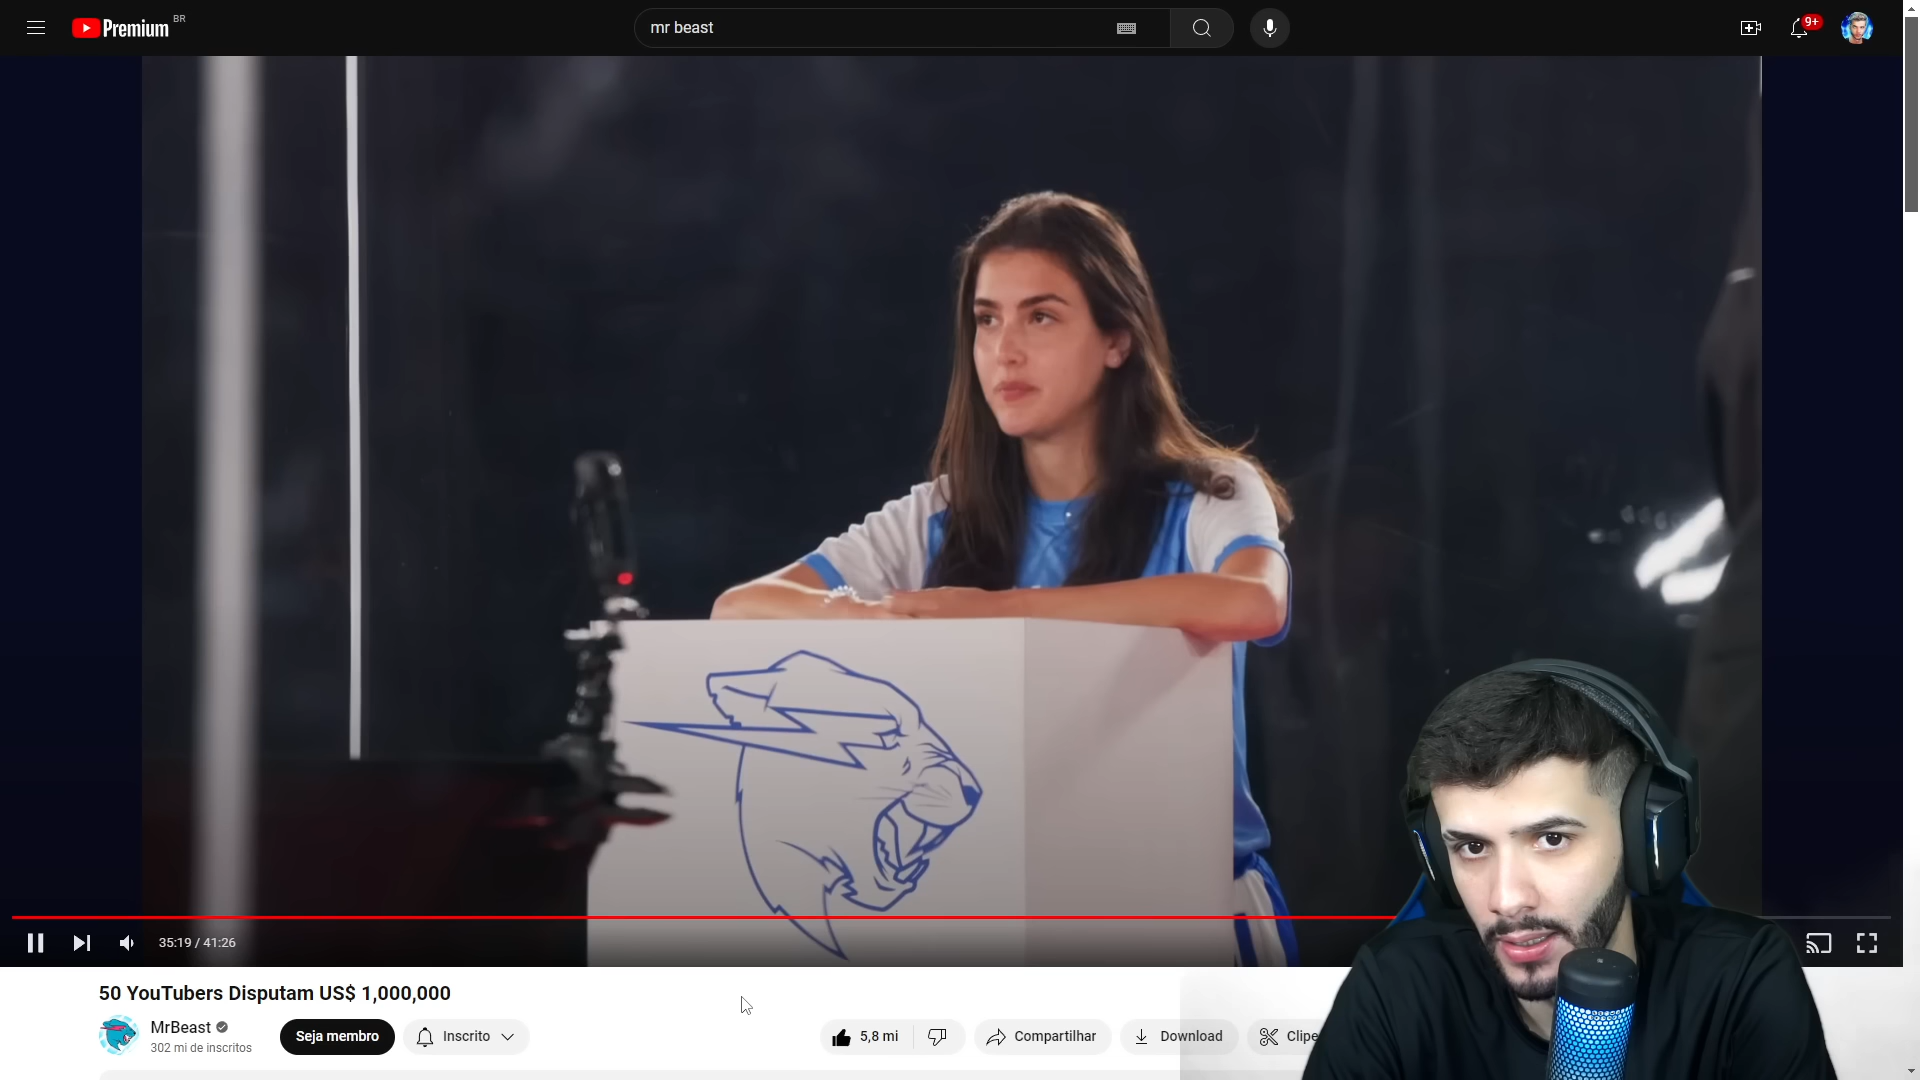 Premium BR
mr beast
9+
35:19 / 41:26
50 YouTubers Disputam US$ 1,000,000
MrBeast
302 mi de inscritos
Seja membro
Inscrito
5,8 mi
Compartilhar
Download
Clipe